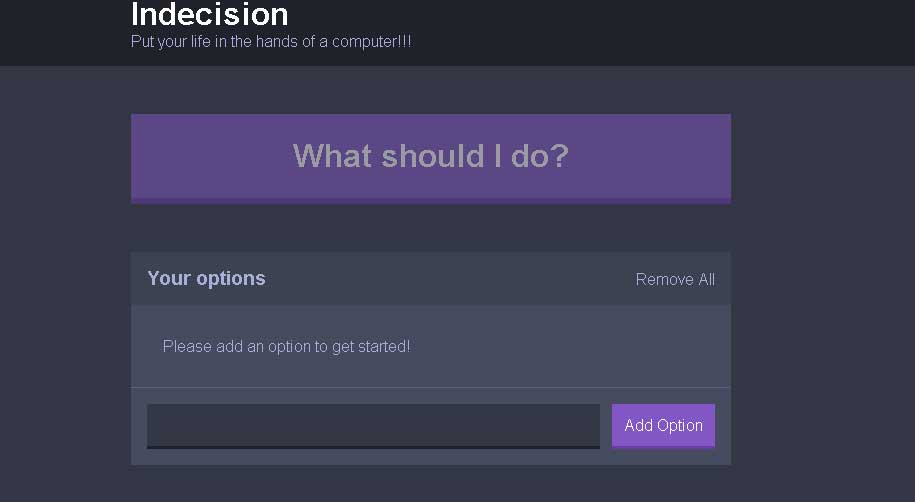 Indecision
Put your life in the hands of a computer!!!
What should I do?
Your options
Remove All
Please add an option to get started!
Add Option